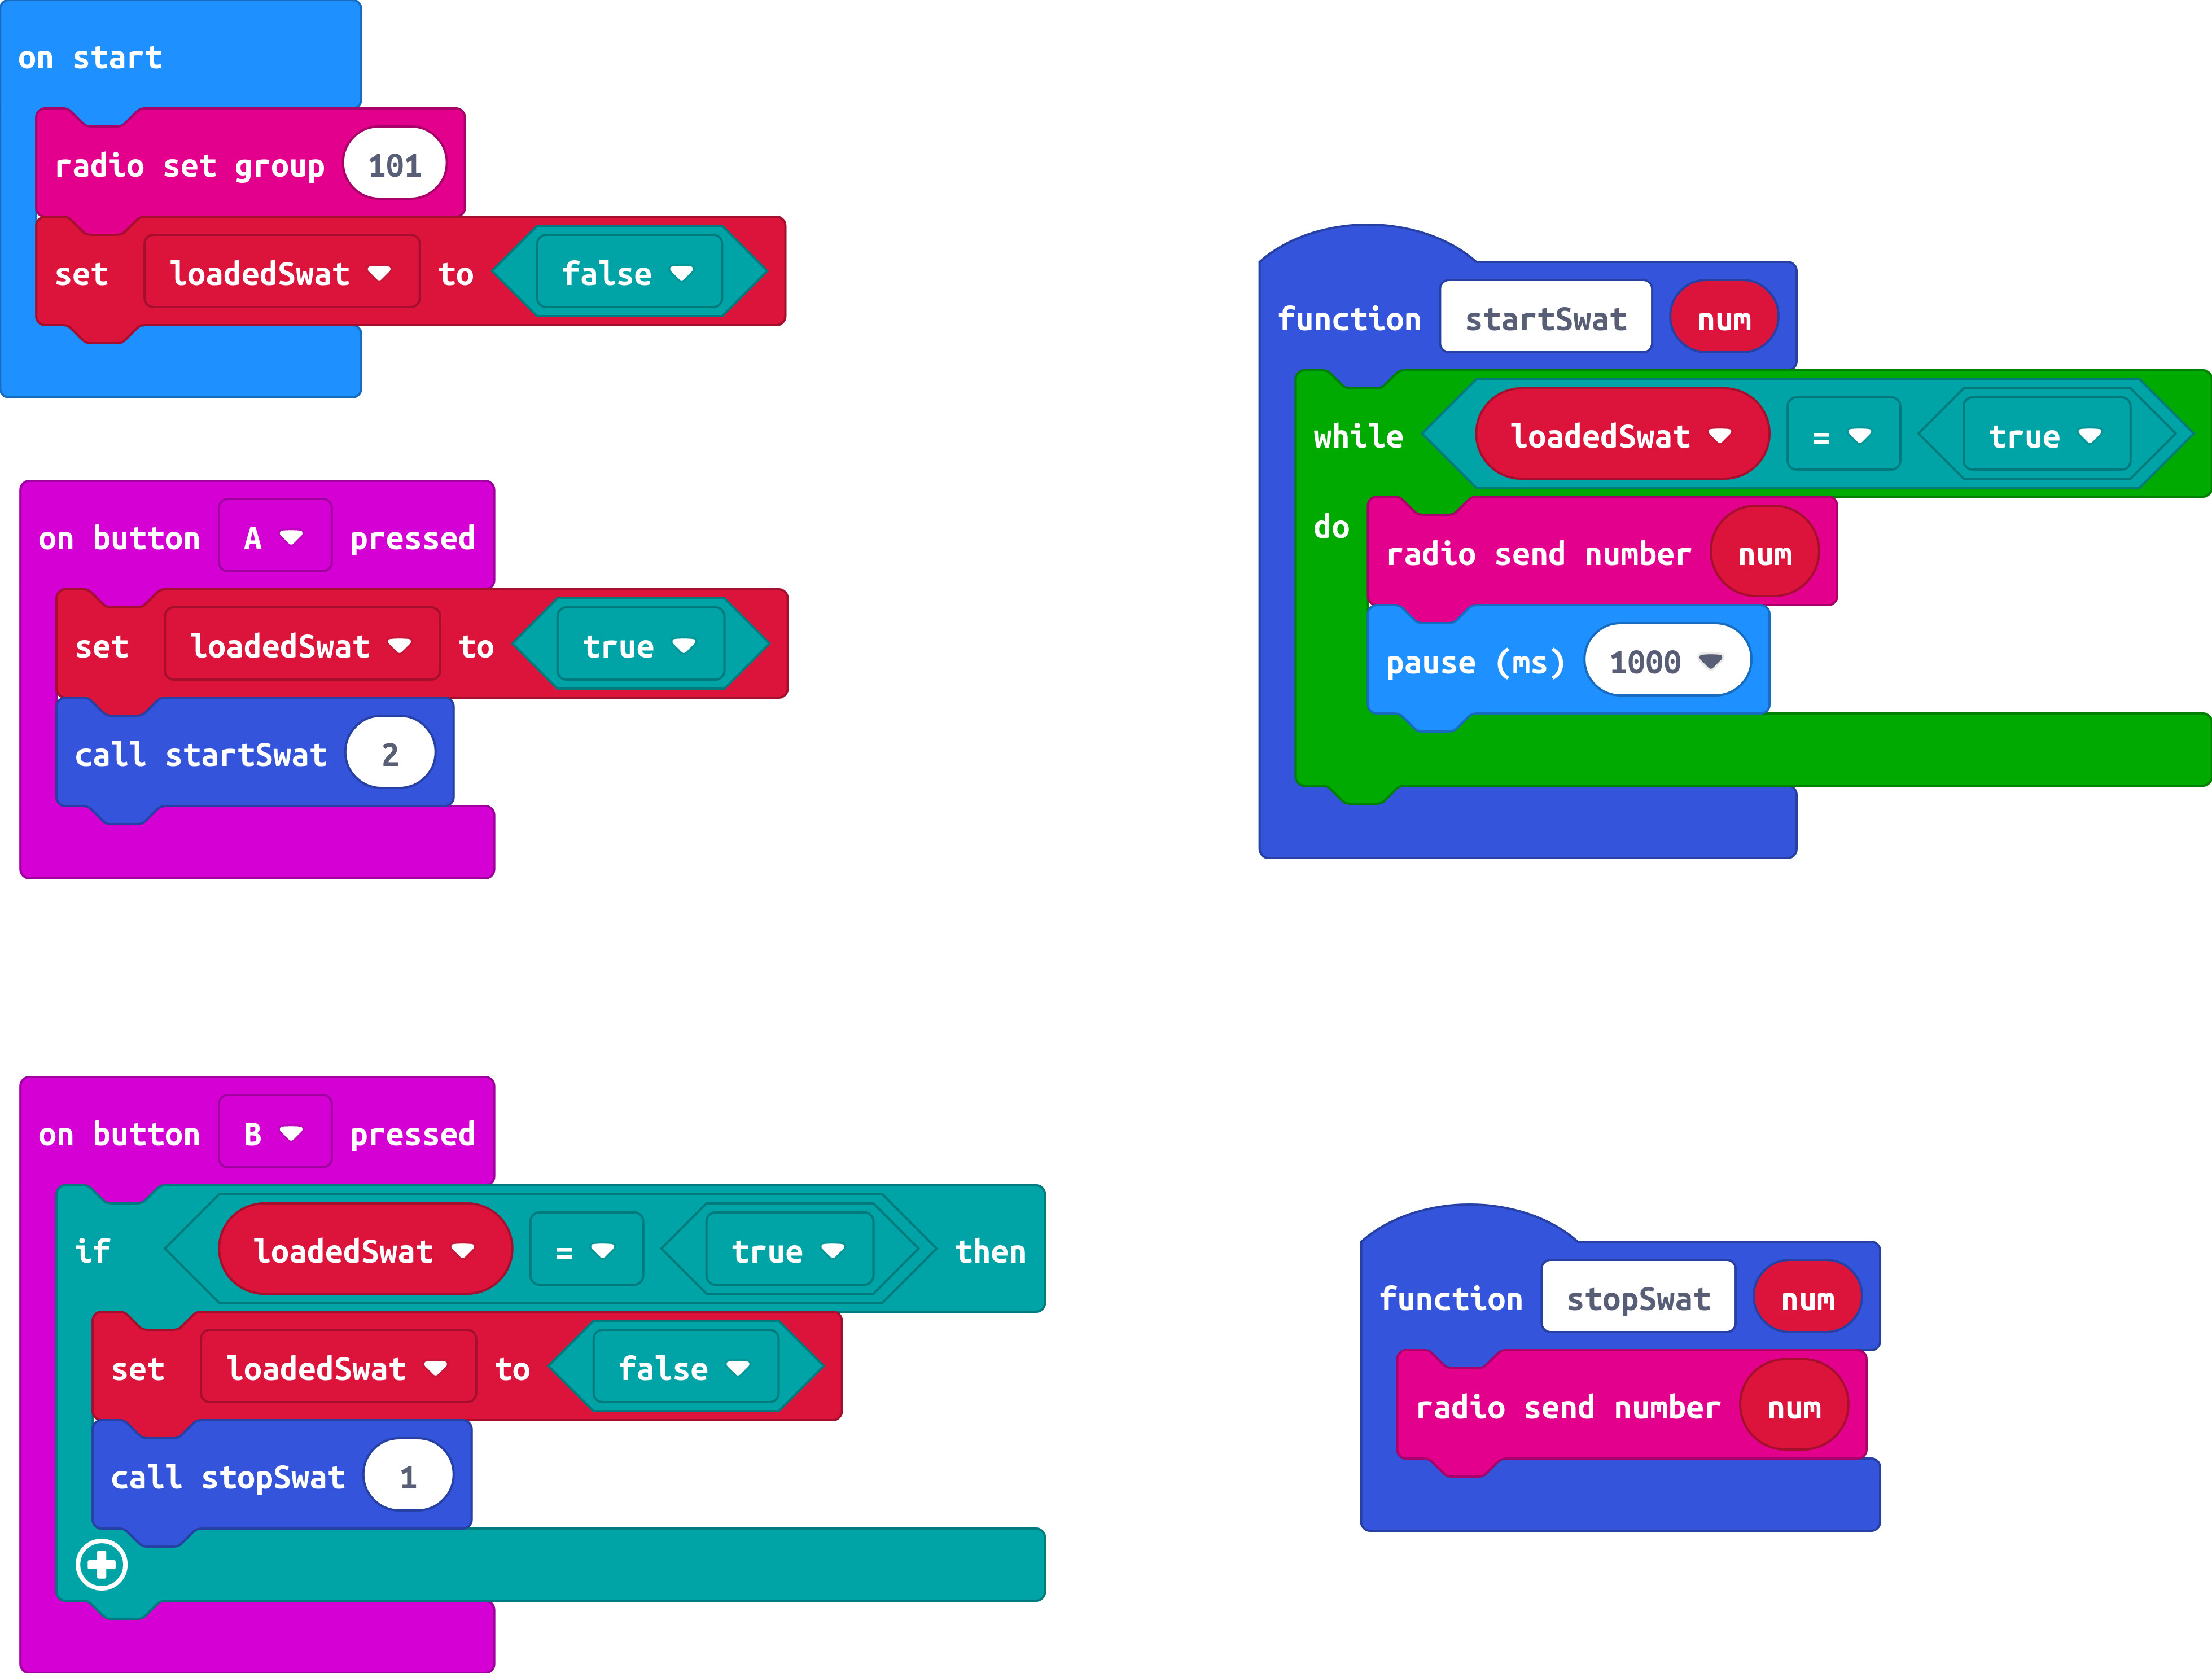 on start
radio set group 101
set loadedSwat to false
on button A pressed
set loadedSwat to true
call startSwat 2
function startSwat num
while loadedSwat = true
do
radio send number num
pause (ms) 1000
on button B pressed
if loadedSwat = true then
set loadedSwat to false
call stopSwat 1
function stopSwat num
radio send number num